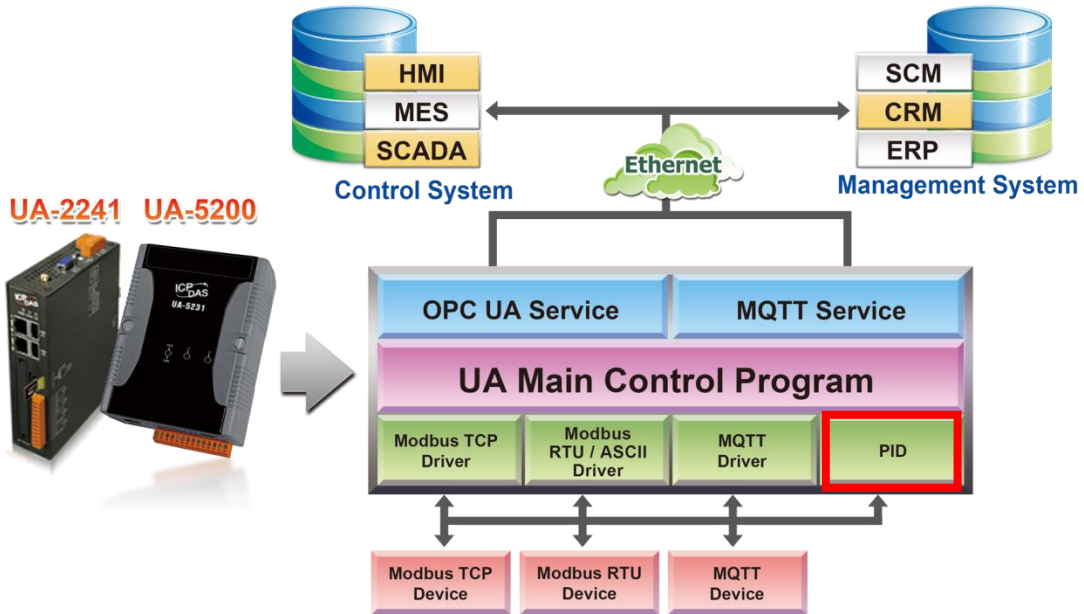 HMI
MES
SCADA
Control System
SCM
CRM
ERP
Management System
Ethernet
UA-2241 UA-5200
ICP
DAS
ICP
DAS
UA-5231
OPC UA Service
MQTT Service
UA Main Control Program
Modbus TCP
Driver
Modbus
RTU / ASCII
Driver
MQTT
Driver
PID
Modbus TCP
Device
Modbus RTU
Device
MQTT
Device